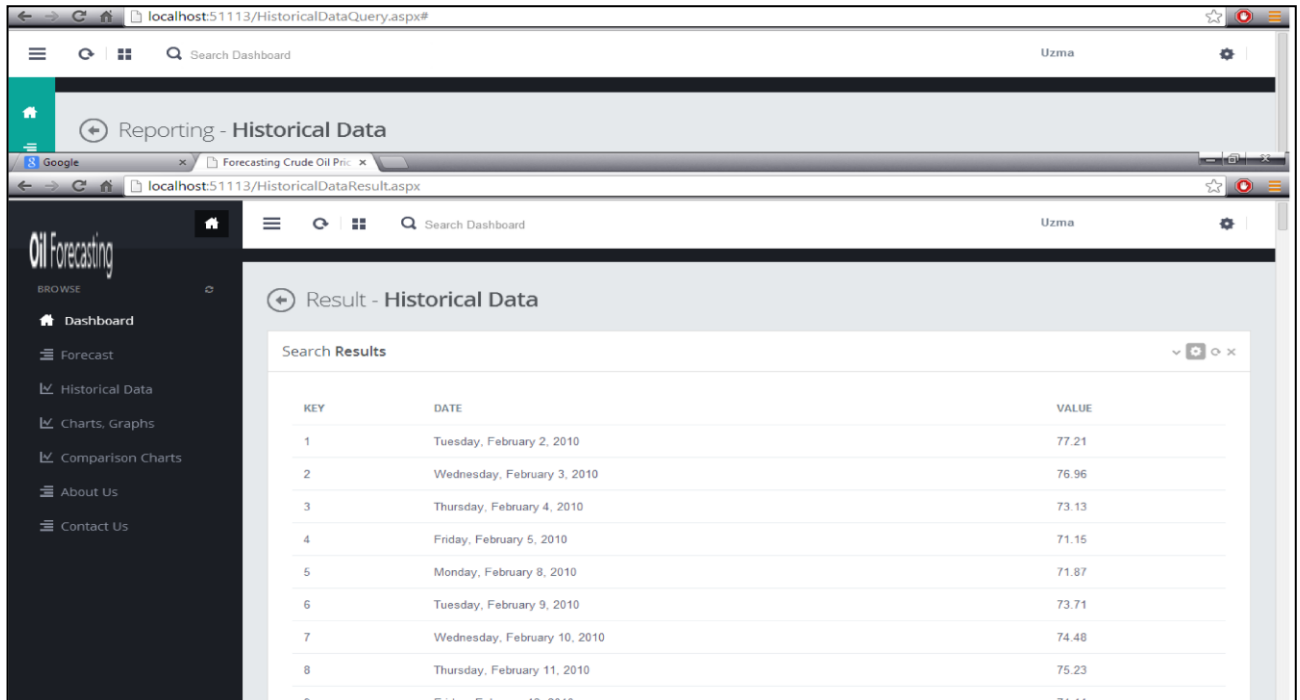 localhost:51113/HistoricalDataQuery.aspx#
Search Dashboard
Uzma
Reporting - Historical Data
Google
Forecasting Crude Oil Pric
localhost:51113/HistoricalDataResult.aspx
Oil Forecasting
Search Dashboard
Uzma
BROWSE
Dashboard
Forecast
Historical Data
Charts, Graphs
Comparison Charts
About Us
Contact Us
Result - Historical Data
Search Results
KEY DATE VALUE
1 Tuesday, February 2, 2010 77.21
2 Wednesday, February 3, 2010 76.96
3 Thursday, February 4, 2010 73.13
4 Friday, February 5, 2010 71.15
5 Monday, February 8, 2010 71.87
6 Tuesday, February 9, 2010 73.71
7 Wednesday, February 10, 2010 74.48
8 Thursday, February 11, 2010 75.23